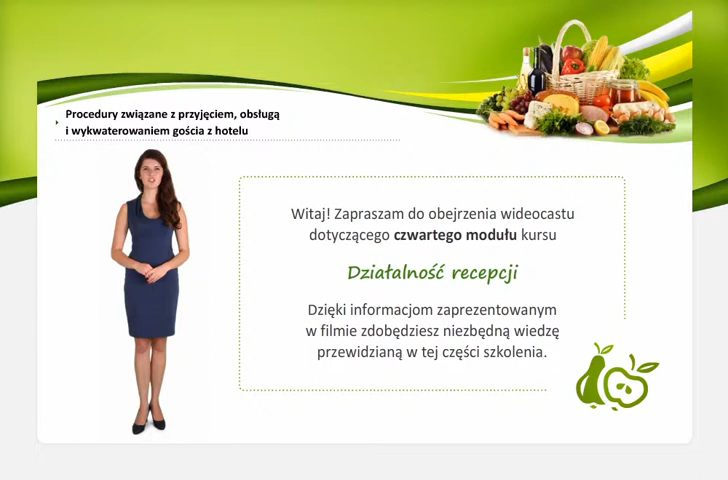 Procedury związane z przyjęciem, obsługą
i wykwaterowaniem gościa z hotelu
Witaj! Zapraszam do obejrzenia wideocastu
dotyczącego czwartego modułu kursu
Działalność recepcji
Dzięki informacjom zaprezentowanym
w filmie zdobędziesz niezbędną wiedzę
przewidzianą w tej części szkolenia.